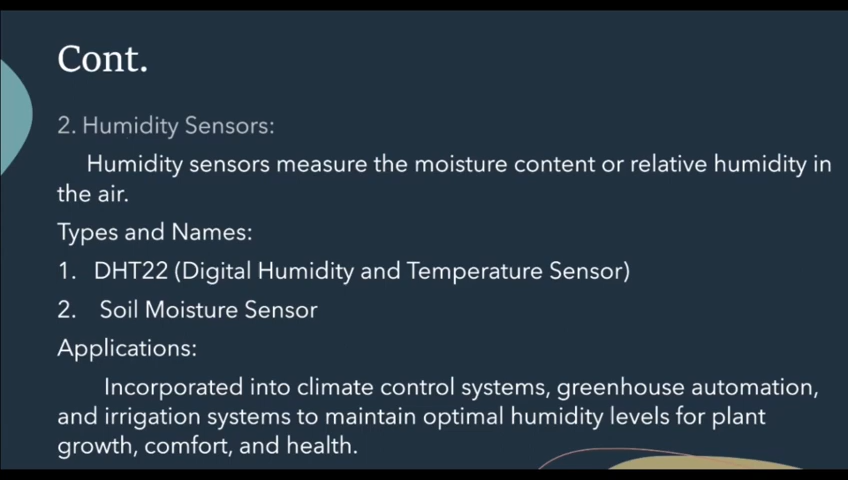 Cont.
2. Humidity Sensors:
Humidity sensors measure the moisture content or relative humidity in
the air.
Types and Names:
1. DHT22 (Digital Humidity and Temperature Sensor)
2. Soil Moisture Sensor
Applications:
Incorporated into climate control systems, greenhouse automation,
and irrigation systems to maintain optimal humidity levels for plant
growth, comfort, and health.